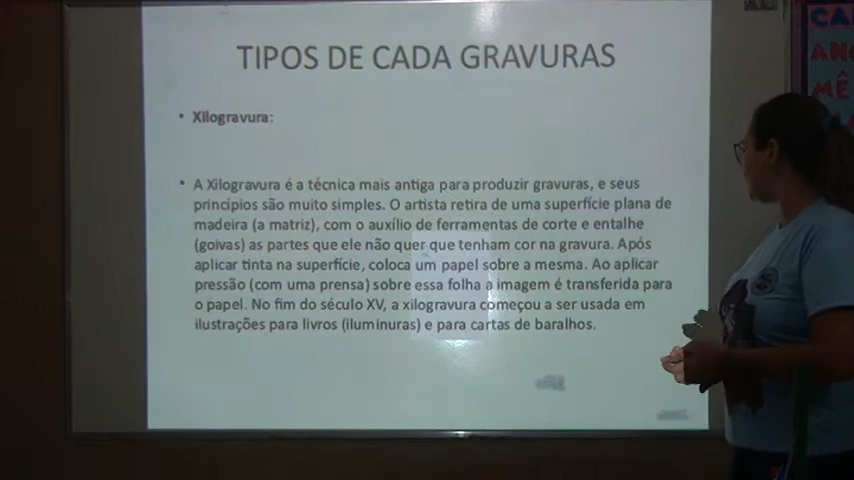 TIPOS DE CADA GRAVURAS
• Xilogravura:
• A Xilogravura é a técnica mais antiga para produzir gravuras, e seus
princípios são muito simples. O artista retira de uma superfície plana de
madeira (a matriz), com o auxílio de ferramentas de corte e entalhe
(goivas) as partes que ele não quer que tenham cor na gravura. Após
aplicar tinta na superfície, coloca um papel sobre a mesma. Ao aplicar
pressão (com uma prensa) sobre essa folha a imagem é transferida para
o papel. No fim do século XV, a xilogravura começou a ser usada em
ilustrações para livros (iluminuras) e para cartas de baralhos.
CA
AN
MÊ